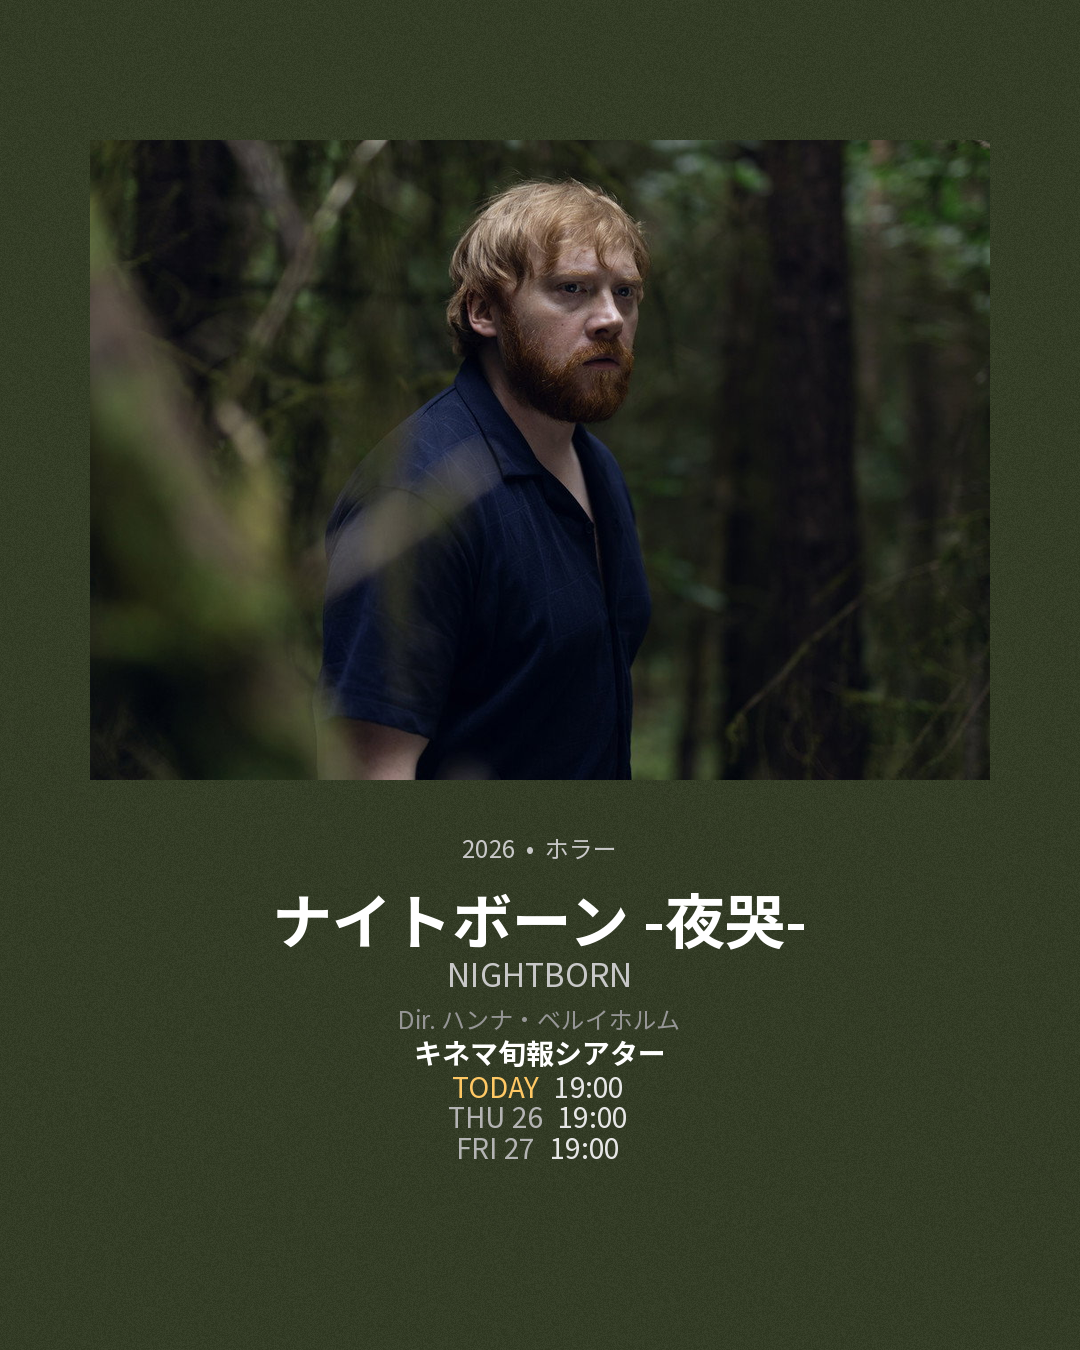 2026 • ホラー
ナイトボーン -夜哭-
NIGHTBORN
Dir. ハンナ・ベルイホルム
キネマ旬報シアター
TODAY 19:00
THU 26 19:00
FRI 27 19:00